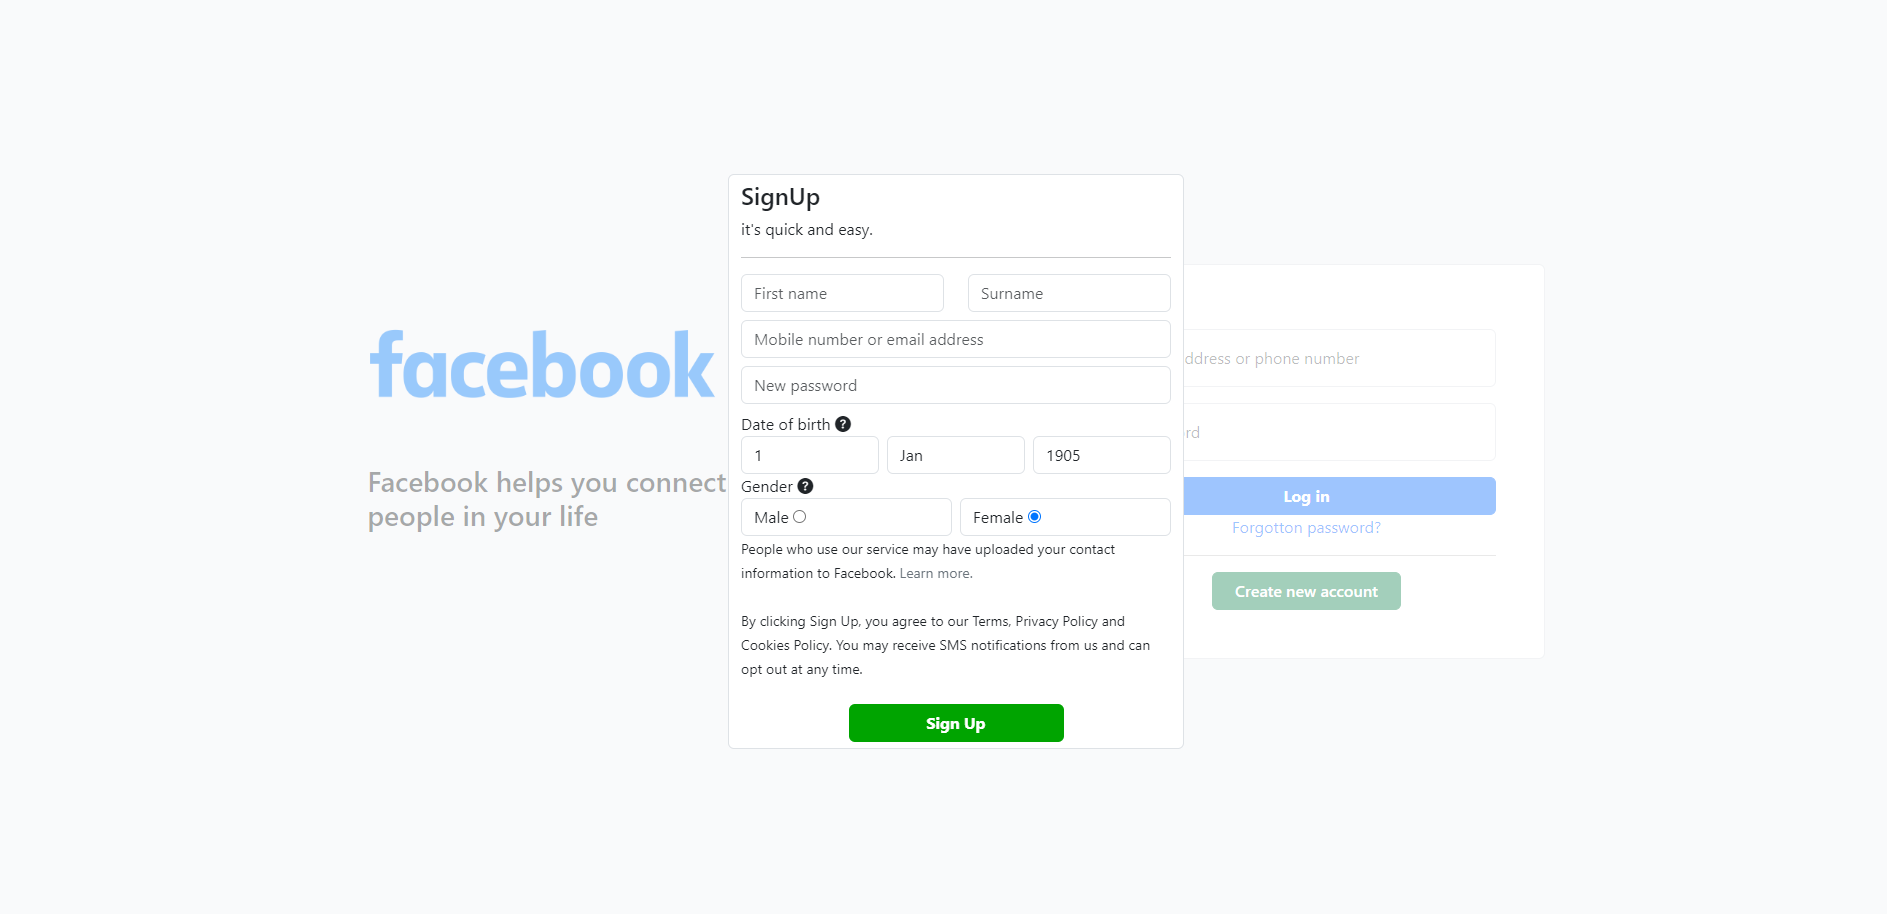 SignUp
it's quick and easy.
First name
Surname
Mobile number or email address
New password
Date of birth
1
Jan
1905
Gender
Male
Female
People who use our service may have uploaded your contact
information to Facebook. Learn more.
By clicking Sign Up, you agree to our Terms, Privacy Policy and
Cookies Policy. You may receive SMS notifications from us and can
opt out at any time.
Sign Up
facebook
Facebook helps you connect
people in your life
ddress or phone number
rd
Log in
Forgotton password?
Create new account